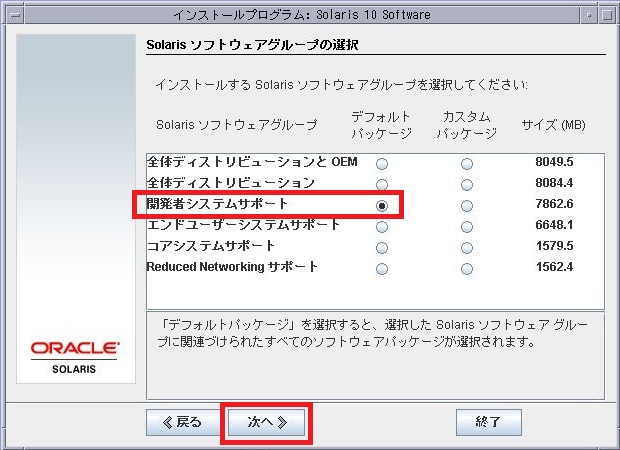 インストールプログラム: Solaris 10 Software
Solaris ソフトウェアグループの選択
インストールする Solaris ソフトウェアグループを選択してください:
Solaris ソフトウェアグループ デフォルト パッケージ カスタム パッケージ サイズ (MB)
全体ディストリビューションと OEM 8049.5
全体ディストリビューション 8084.4
開発者システムサポート 7862.6
エンドユーザーシステムサポート 6648.1
コアシステムサポート 1579.5
Reduced Networking サポート 1562.4
「デフォルトパッケージ」を選択すると、選択した Solaris ソフトウェア グルー
プに関連づけられたすべてのソフトウェアパッケージが選択されます。
ORACLE
SOLARIS
戻る 次へ 終了